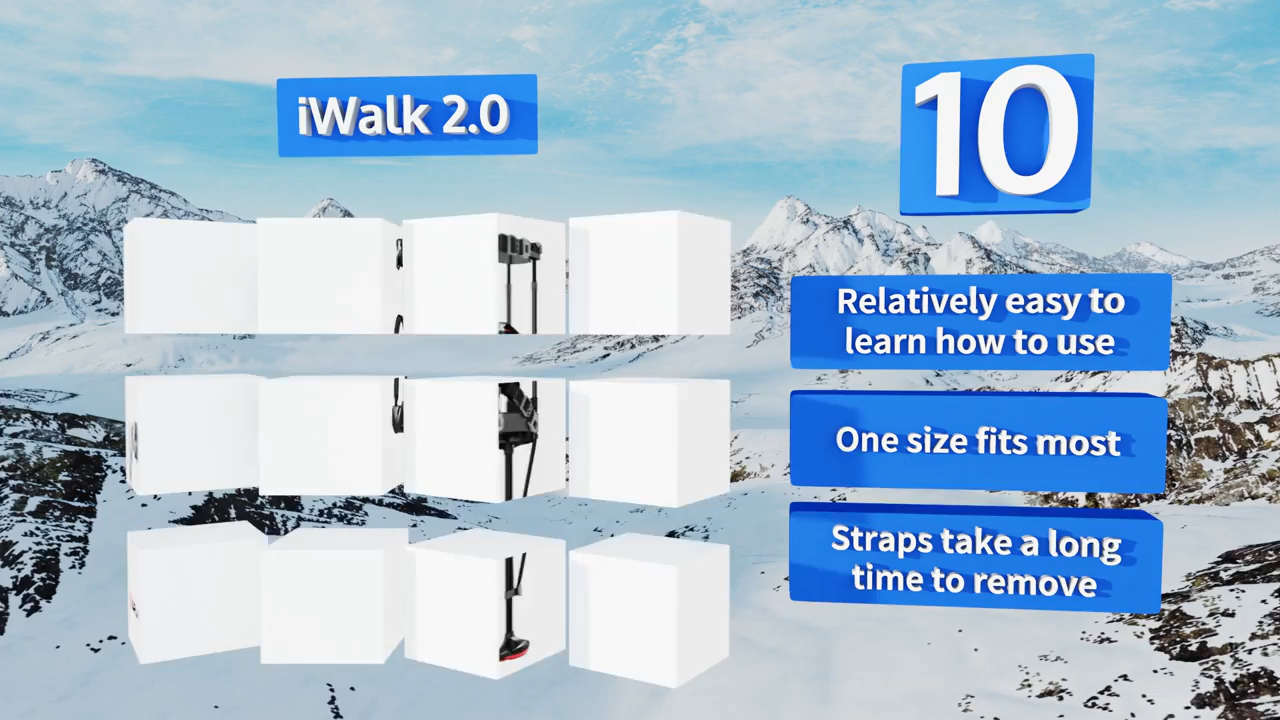 iWalk 2.0
10
Relatively easy to
learn how to use
One size fits most
Straps take a long
time to remove